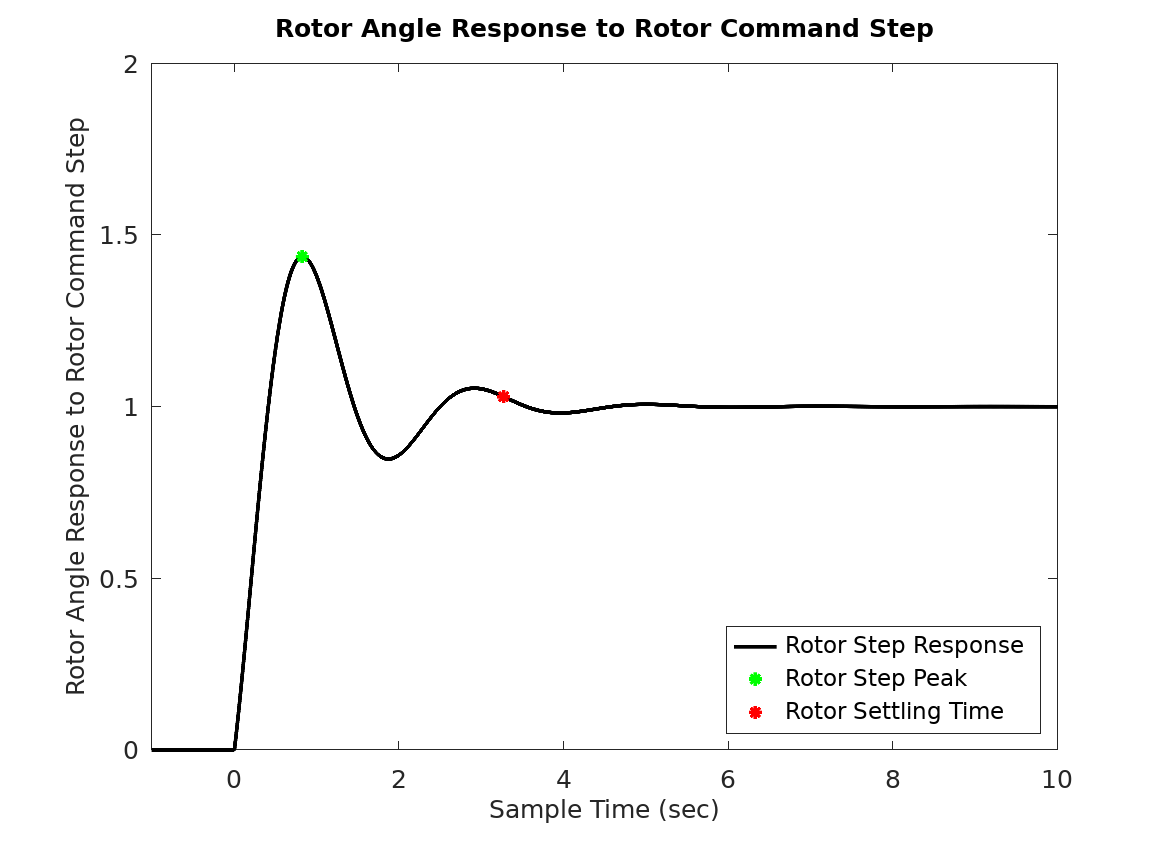 Rotor Angle Response to Rotor Command Step
Rotor Angle Response to Rotor Command Step
2
1.5
1
0.5
0
0 2 4 6 8 10
Sample Time (sec)
Rotor Step Response
Rotor Step Peak
Rotor Settling Time